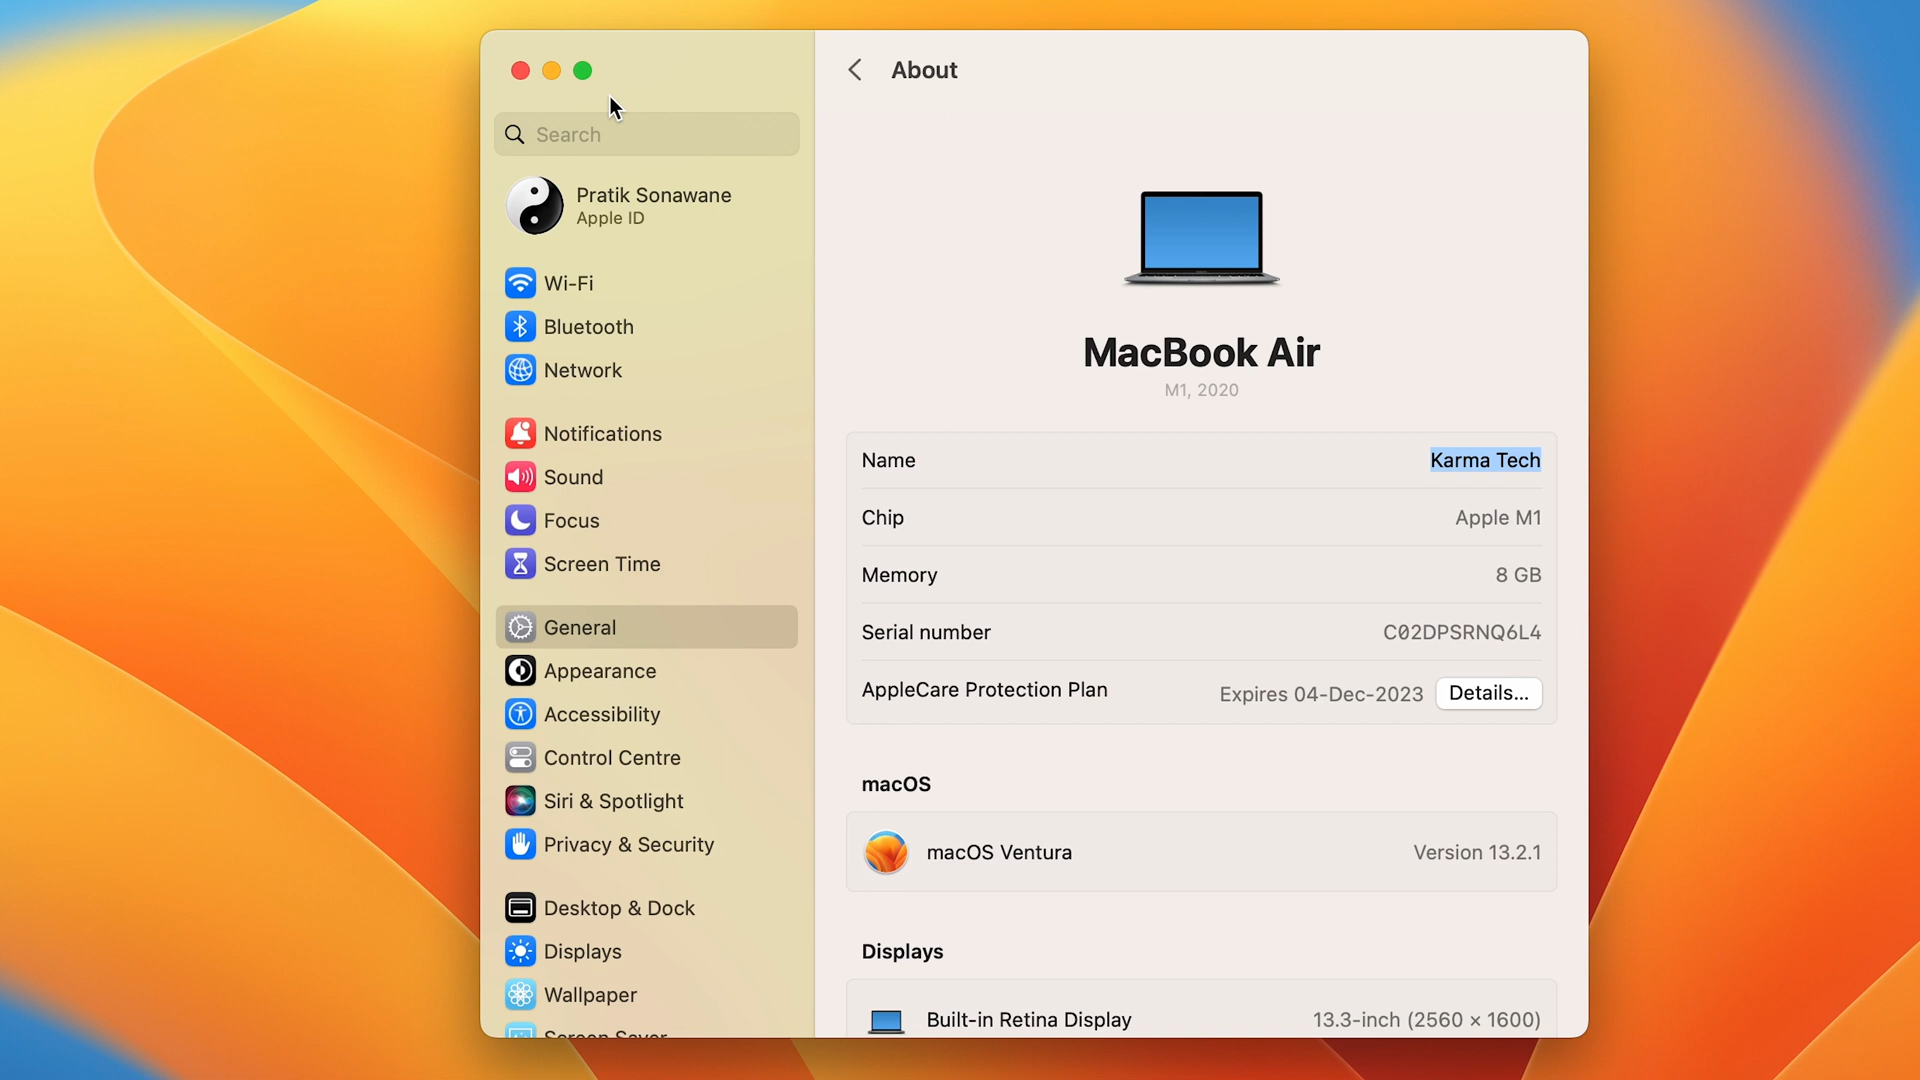 About
Search
Pratik Sonawane
Apple ID
Wi-Fi
Bluetooth
Network
Notifications
Sound
Focus
Screen Time
General
Appearance
Accessibility
Control Centre
Siri & Spotlight
Privacy & Security
Desktop & Dock
Displays
Wallpaper
Screen Saver
MacBook Air
M1, 2020
Name Karma Tech
Chip Apple M1
Memory 8 GB
Serial number C02DPSRNQ6L4
AppleCare Protection Plan Expires 04-Dec-2023 Details...
macOS
macOS Ventura Version 13.2.1
Displays
Built-in Retina Display 13.3-inch (2560 × 1600)